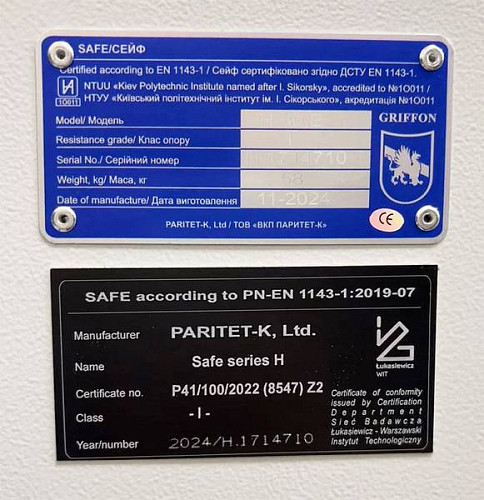 SAFE/СЕЙФ
Certified according to EN 1143-1 / Сейф сертифіковано згідно ДСТУ EN 1143-1.
NTUU «Kiev Polytechnic Institute named after I. Sikorsky», accredited to №1О011 /
НТУУ «Київський політехнічний інститут ім. І. Сікорського», акредитація №1О011
1О011
Model/ Модель
GRIFFON
Resistance grade/ Клас опору I
Serial No./ Серійний номер
Weight, kg/ Маса, кг
Date of manufacture/ Дата виготовлення 11-2024
PARITET-K, Ltd / ТОВ «ВКП ПАРИТЕТ-К»
CE
SAFE according to PN-EN 1143-1:2019-07
Manufacturer PARITET-K, Ltd.
Name Safe series H
Łukasiewicz
WIT
Certificate no. P41/100/2022 (8547) Z2
Class - I -
Year/number 2024/H.1714710
Certificate of conformity
issued by Certification
Department
Sieć Badawcza
Łukasiewicz - Warszawski
Instytut Technologiczny